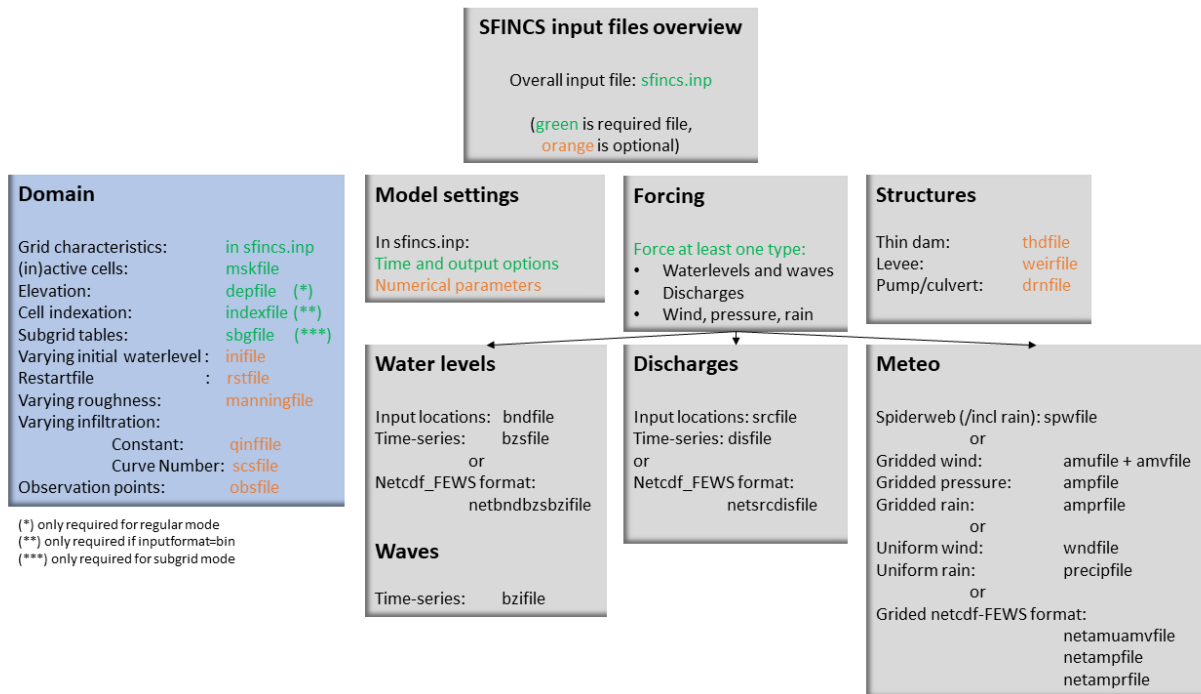 SFINCS input files overview
Overall input file: sfincs.inp
(green is required file,
orange is optional)
Domain
Grid characteristics: in sfincs.inp
(in)active cells: mskfile
Elevation: depfile (*)
Cell indexation: indexfile (**)
Subgrid tables: sbgfile (***)
Varying initial waterlevel : inifile
Restartfile : rstfile
Varying roughness: manningfile
Varying infiltration:
Constant: qinffile
Curve Number: scsfile
Observation points: obsfile
(*) only required for regular mode
(**) only required if inputformat=bin
(***) only required for subgrid mode
Model settings
In sfincs.inp:
Time and output options
Numerical parameters
Forcing
Force at least one type:
• Waterlevels and waves
• Discharges
• Wind, pressure, rain
Structures
Thin dam: thdfile
Levee: weirfile
Pump/culvert: drnfile
Water levels
Input locations: bndfile
Time-series: bzsfile
or
Netcdf_FEWS format:
netbndbzsbzifile
Waves
Time-series: bzifile
Discharges
Input locations: srcfile
Time-series: disfile
or
Netcdf_FEWS format:
netsrcdisfile
Meteo
Spiderweb (/incl rain): spwfile
or
Gridded wind: amufile + amvfile
Gridded pressure: ampfile
Gridded rain: amprfile
or
Uniform wind: wndfile
Uniform rain: precipfile
or
Grided netcdf-FEWS format:
netamuamvfile
netampfile
netamprfile